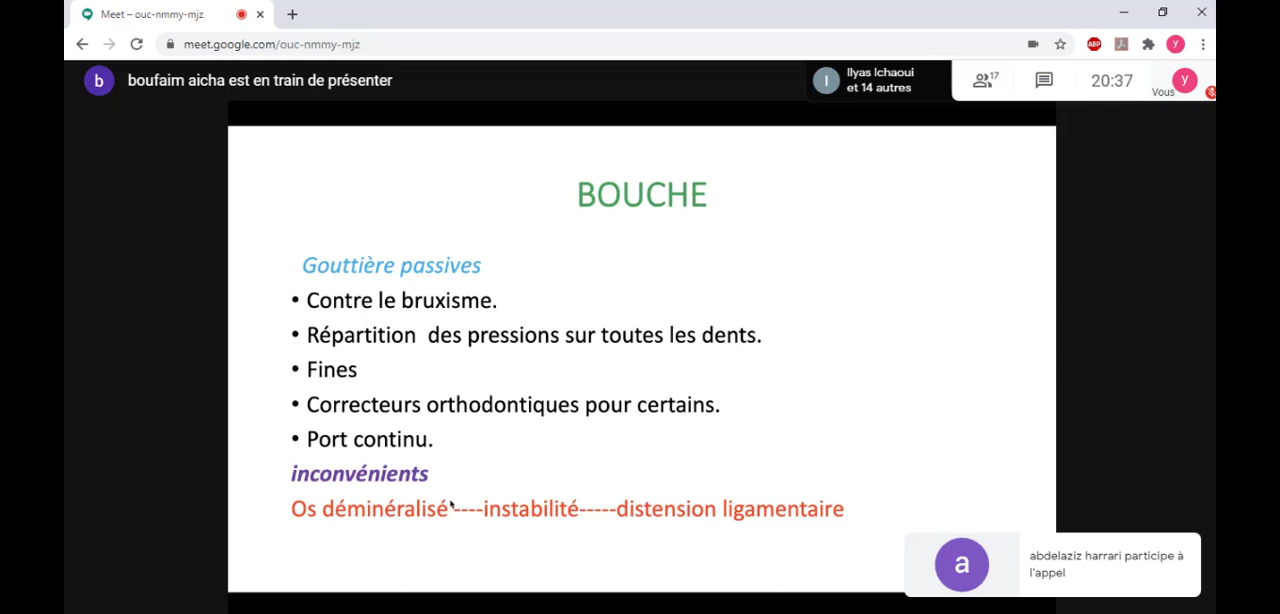 Meet – ouc-nmmy-mjz
meet.google.com/ouc-nmmy-mjz
ABP
y
b
boufaim aicha est en train de présenter
I
Ilyas Ichaoui
et 14 autres
17
20:37
Vous
y
BOUCHE
Gouttière passives
• Contre le bruxisme.
• Répartition des pressions sur toutes les dents.
• Fines
• Correcteurs orthodontiques pour certains.
• Port continu.
inconvénients
Os déminéralisé----instabilité-----distension ligamentaire
a
abdelaziz harrari participe à
l'appel